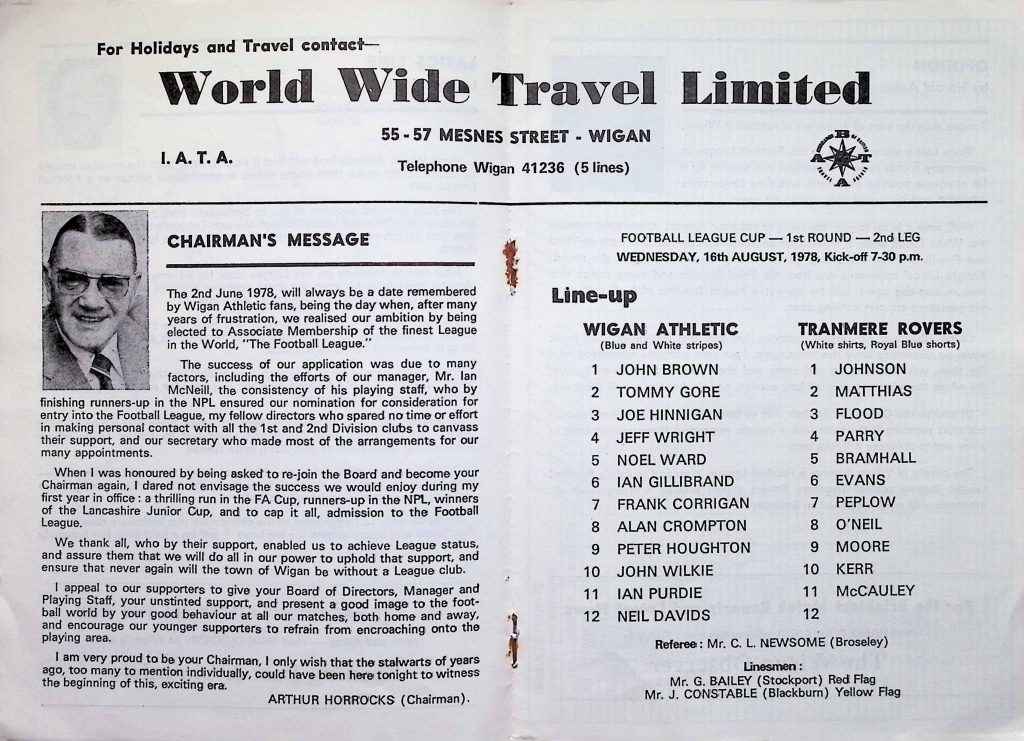 For Holidays and Travel contact—
World Wide Travel Limited
55-57 MESNES STREET - WIGAN
I. A. T. A.
Telephone Wigan 41236 (5 lines)
A B T A
CHAIRMAN'S MESSAGE
The 2nd June 1978, will always be a date remembered
by Wigan Athletic fans, being the day when, after many
years of frustration, we realised our ambition by being
elected to Associate Membership of the finest League
in the World, "The Football League."
The success of our application was due to many
factors, including the efforts of our manager, Mr. Ian
McNeill, the consistency of his playing staff, who by
finishing runners-up in the NPL ensured our nomination for consideration for
entry into the Football League, my fellow directors who spared no time or effort
in making personal contact with all the 1st and 2nd Division clubs to canvass
their support, and our secretary who made most of the arrangements for our
many appointments.
When I was honoured by being asked to re-join the Board and become your
Chairman again, I dared not envisage the success we would enjoy during my
first year in office : a thrilling run in the FA Cup, runners-up in the NPL, winners
of the Lancashire Junior Cup, and to cap it all, admission to the Football
League.
We thank all, who by their support, enabled us to achieve League status,
and assure them that we will do all in our power to uphold that support, and
ensure that never again will the town of Wigan be without a League club.
I appeal to our supporters to give your Board of Directors, Manager and
Playing Staff, your unstinted support, and present a good image to the foot-
ball world by your good behaviour at all our matches, both home and away,
and encourage our younger supporters to refrain from encroaching onto the
playing area.
I am very proud to be your Chairman, I only wish that the stalwarts of years
ago, too many to mention individually, could have been here tonight to witness
the beginning of this, exciting era.
ARTHUR HORROCKS (Chairman).
FOOTBALL LEAGUE CUP — 1st ROUND — 2nd LEG
WEDNESDAY, 16th AUGUST, 1978, Kick-off 7-30 p.m.
Line-up
WIGAN ATHLETIC
(Blue and White stripes)
1 JOHN BROWN
2 TOMMY GORE
3 JOE HINNIGAN
4 JEFF WRIGHT
5 NOEL WARD
6 IAN GILLIBRAND
7 FRANK CORRIGAN
8 ALAN CROMPTON
9 PETER HOUGHTON
10 JOHN WILKIE
11 IAN PURDIE
12 NEIL DAVIDS
TRANMERE ROVERS
(White shirts, Royal Blue shorts)
1 JOHNSON
2 MATTHIAS
3 FLOOD
4 PARRY
5 BRAMHALL
6 EVANS
7 PEPLOW
8 O'NEIL
9 MOORE
10 KERR
11 McCAULEY
12
Referee : Mr. C. L. NEWSOME (Broseley)
Linesmen :
Mr. G. BAILEY (Stockport) Red Flag
Mr. J. CONSTABLE (Blackburn) Yellow Flag